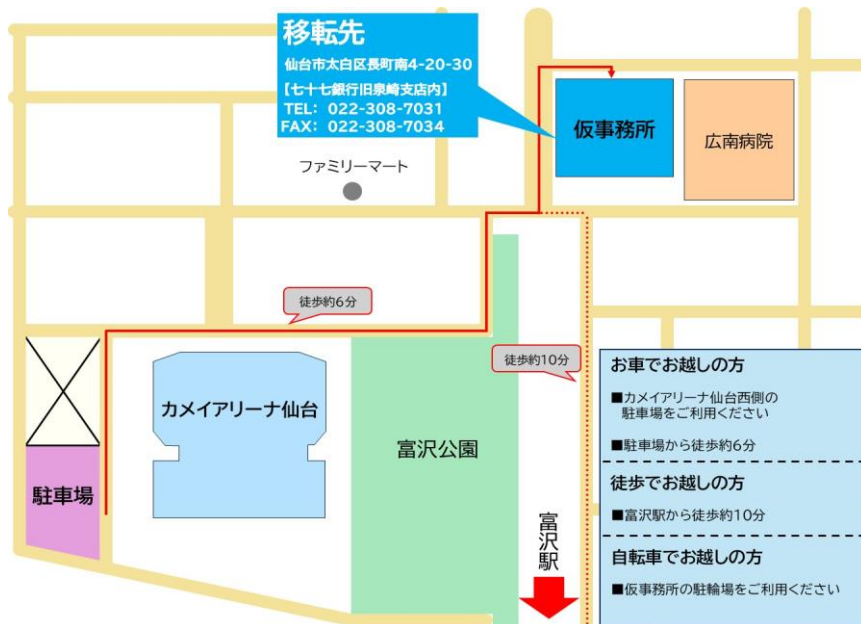 移転先
仙台市太白区長町南4-20-30
【七十七銀行旧泉崎支店内】
TEL: 022-308-7031
FAX: 022-308-7034
仮事務所
広南病院
ファミリーマート
徒歩約6分
徒歩約10分
カメイアリーナ仙台
富沢公園
駐車場
富沢駅
お車でお越しの方
■カメイアリーナ仙台西側の
駐車場をご利用ください
■駐車場から徒歩約6分
徒歩でお越しの方
■富沢駅から徒歩約10分
自転車でお越しの方
■仮事務所の駐輪場をご利用ください